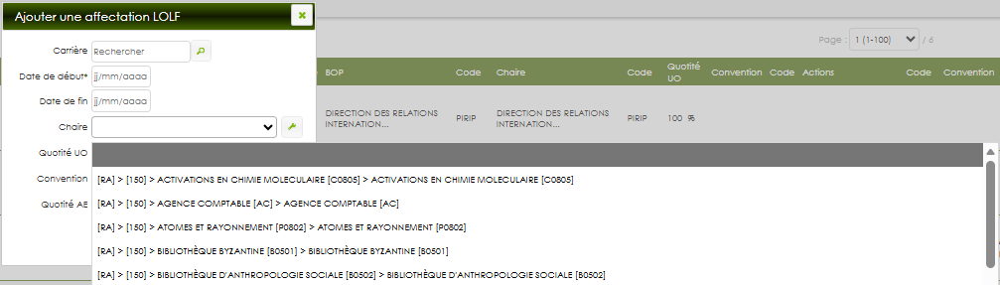 Ajouter une affectation LOLF
Carrière Rechercher
Date de début* jj/mm/aaaa
Date de fin jj/mm/aaaa
Chaire
Quotité UO
Convention
Quotité AE
[RA] > [150] > ACTIVATIONS EN CHIMIE MOLECULAIRE [C0805] > ACTIVATIONS EN CHIMIE MOLECULAIRE [C0805]
[RA] > [150] > AGENCE COMPTABLE [AC] > AGENCE COMPTABLE [AC]
[RA] > [150] > ATOMES ET RAYONNEMENT [P0802] > ATOMES ET RAYONNEMENT [P0802]
[RA] > [150] > BIBLIOTHÈQUE BYZANTINE [B0501] > BIBLIOTHÈQUE BYZANTINE [B0501]
[RA] > [150] > BIBLIOTHÈQUE D'ANTHROPOLOGIE SOCIALE [B0502] > BIBLIOTHÈQUE D'ANTHROPOLOGIE SOCIALE [B0502]
Page : 1 (1-100) / 6
BOP Code Chaire Code Quotité UO Convention Code Actions Code Convention
DIRECTION DES RELATIONS INTERNATION... PIRIP DIRECTION DES RELATIONS INTERNATION... PIRIP 100 %